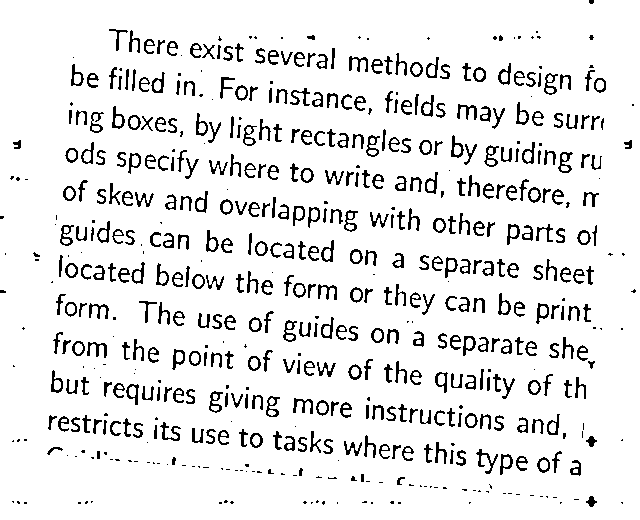 There exist several methods to design fo
be filled in. For instance, fields may be surr
ing boxes, by light rectangles or by guiding ru
ods specify where to write and, therefore, m
of skew and overlapping with other parts of
guides can be located on a separate sheet
located below the form or they can be print
form. The use of guides on a separate she
from the point of view of the quality of th
but requires giving more instructions and,
restricts its use to tasks where this type of a